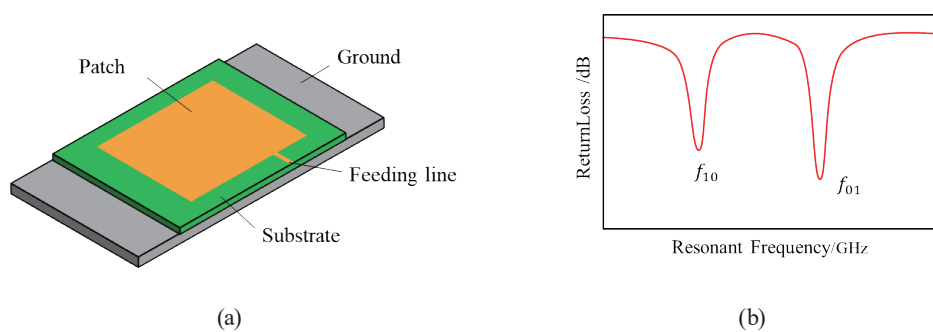 Patch
Ground
Feeding line
Substrate
(a)
ReturnLoss /dB
f₁₀
f₀₁
Resonant Frequency/GHz
(b)